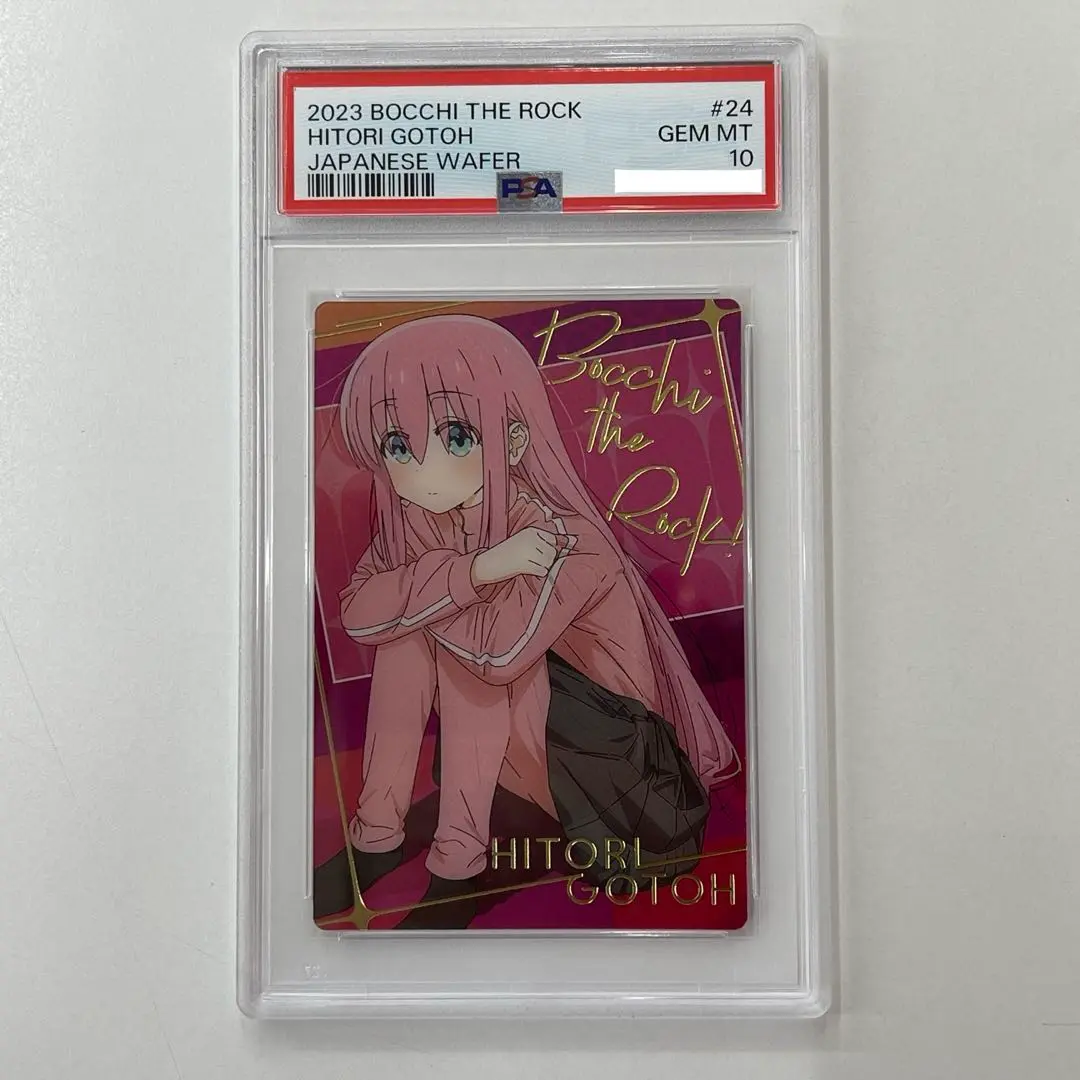 2023 BOCCHI THE ROCK
#24
HITORI GOTOH
GEM MT
JAPANESE WAFER
10
PSA
Bocchi
the
Rock!
HITORI
GOTOH